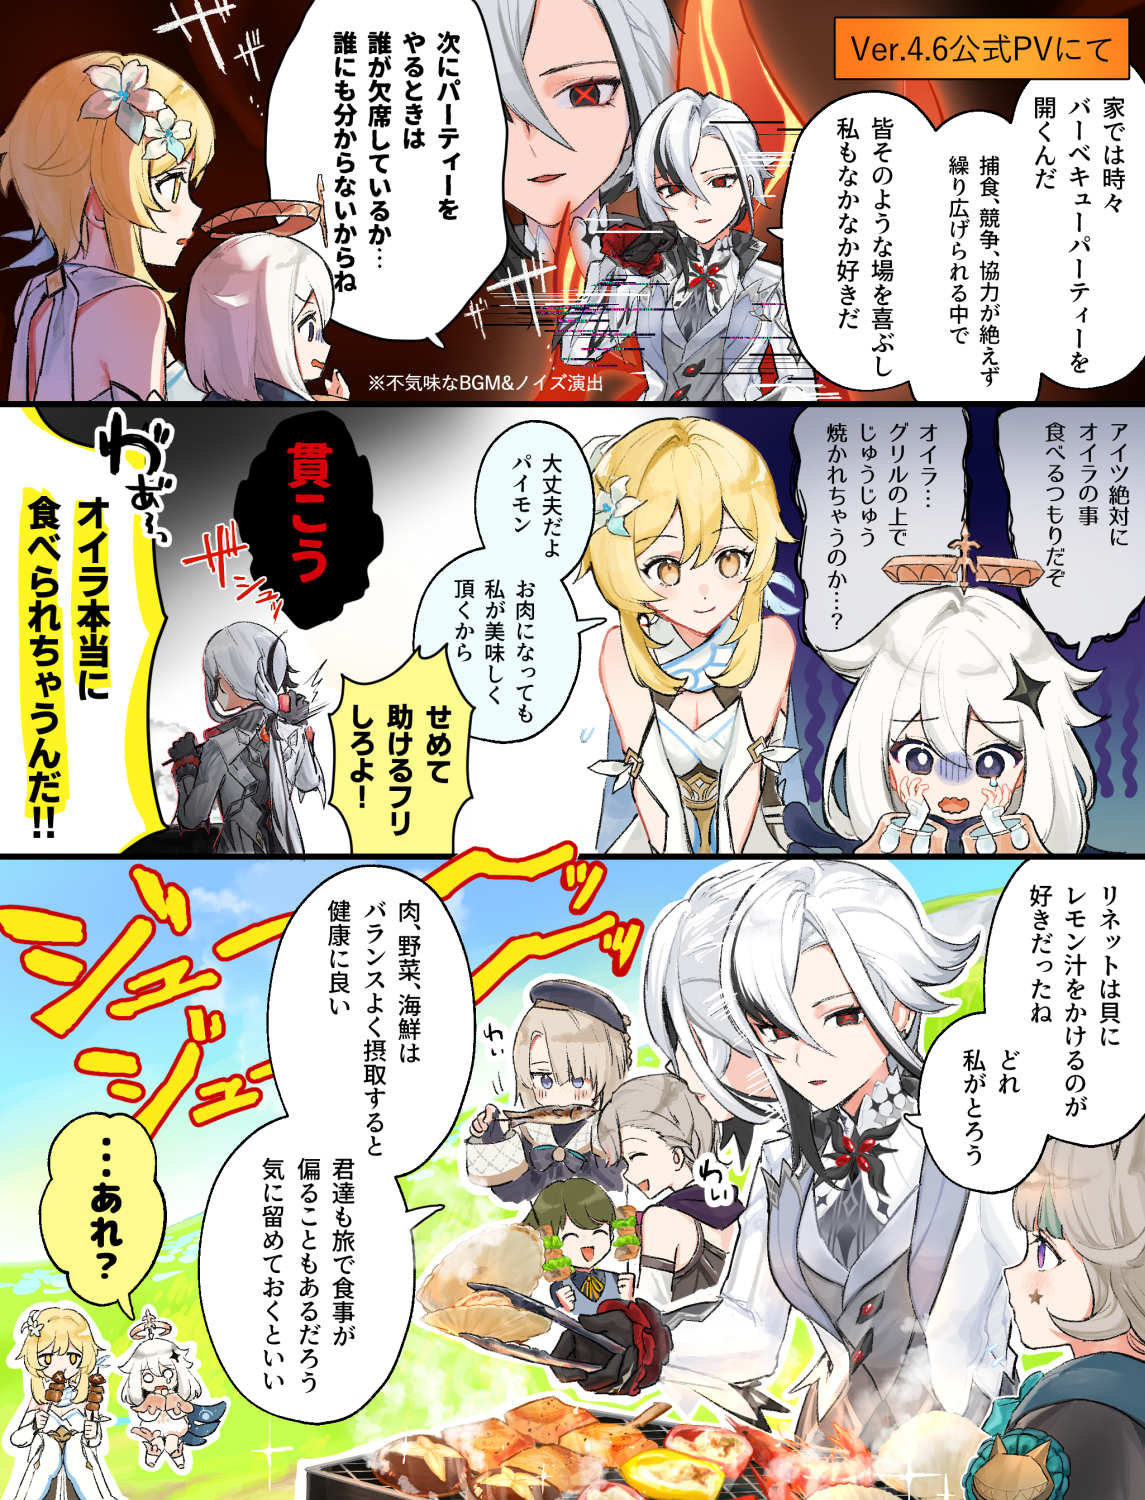 Ver.4.6公式PVにて
家では時々
バーベキューパーティーを
開くんだ
捕食、競争、協力が絶えず
繰り広げられる中で
皆そのような場を喜ぶし
私もなかなか好きだ
次にパーティーを
やるときは
誰が欠席しているか…
誰にも分からないからね
※不気味なBGM&ノイズ演出
アイツ絶対に
オイラの事
食べるつもりだぞ
オイラ…
グリルの上で
じゅうじゅう
焼かれちゃうのか…?
大丈夫だよ
パイモン
お肉になっても
私が美味しく
頂くから
せめて
助けるフリ
しろよ!
貫こう
ザシュッ
わぁ〜っ
オイラ本当に
食べられちゃうんだ!!
リネットは貝に
レモン汁をかけるのが
好きだったね
どれ
私がとろう
ジューッ
ジューッ
わい
わい
肉、野菜、海鮮は
バランスよく摂取すると
健康に良い
君達も旅で食事が
偏ることもあるだろう
気に留めておくといい
…あれ?